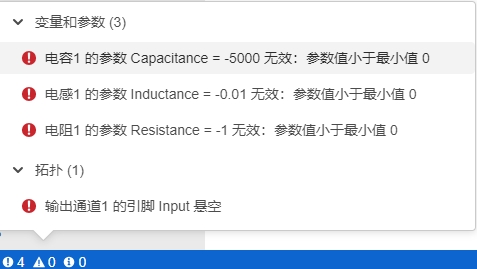 变量和参数 (3)
电容1 的参数 Capacitance = -5000 无效：参数值小于最小值 0
电感1 的参数 Inductance = -0.01 无效：参数值小于最小值 0
电阻1 的参数 Resistance = -1 无效：参数值小于最小值 0
拓扑 (1)
输出通道1 的引脚 Input 悬空
4 0 0